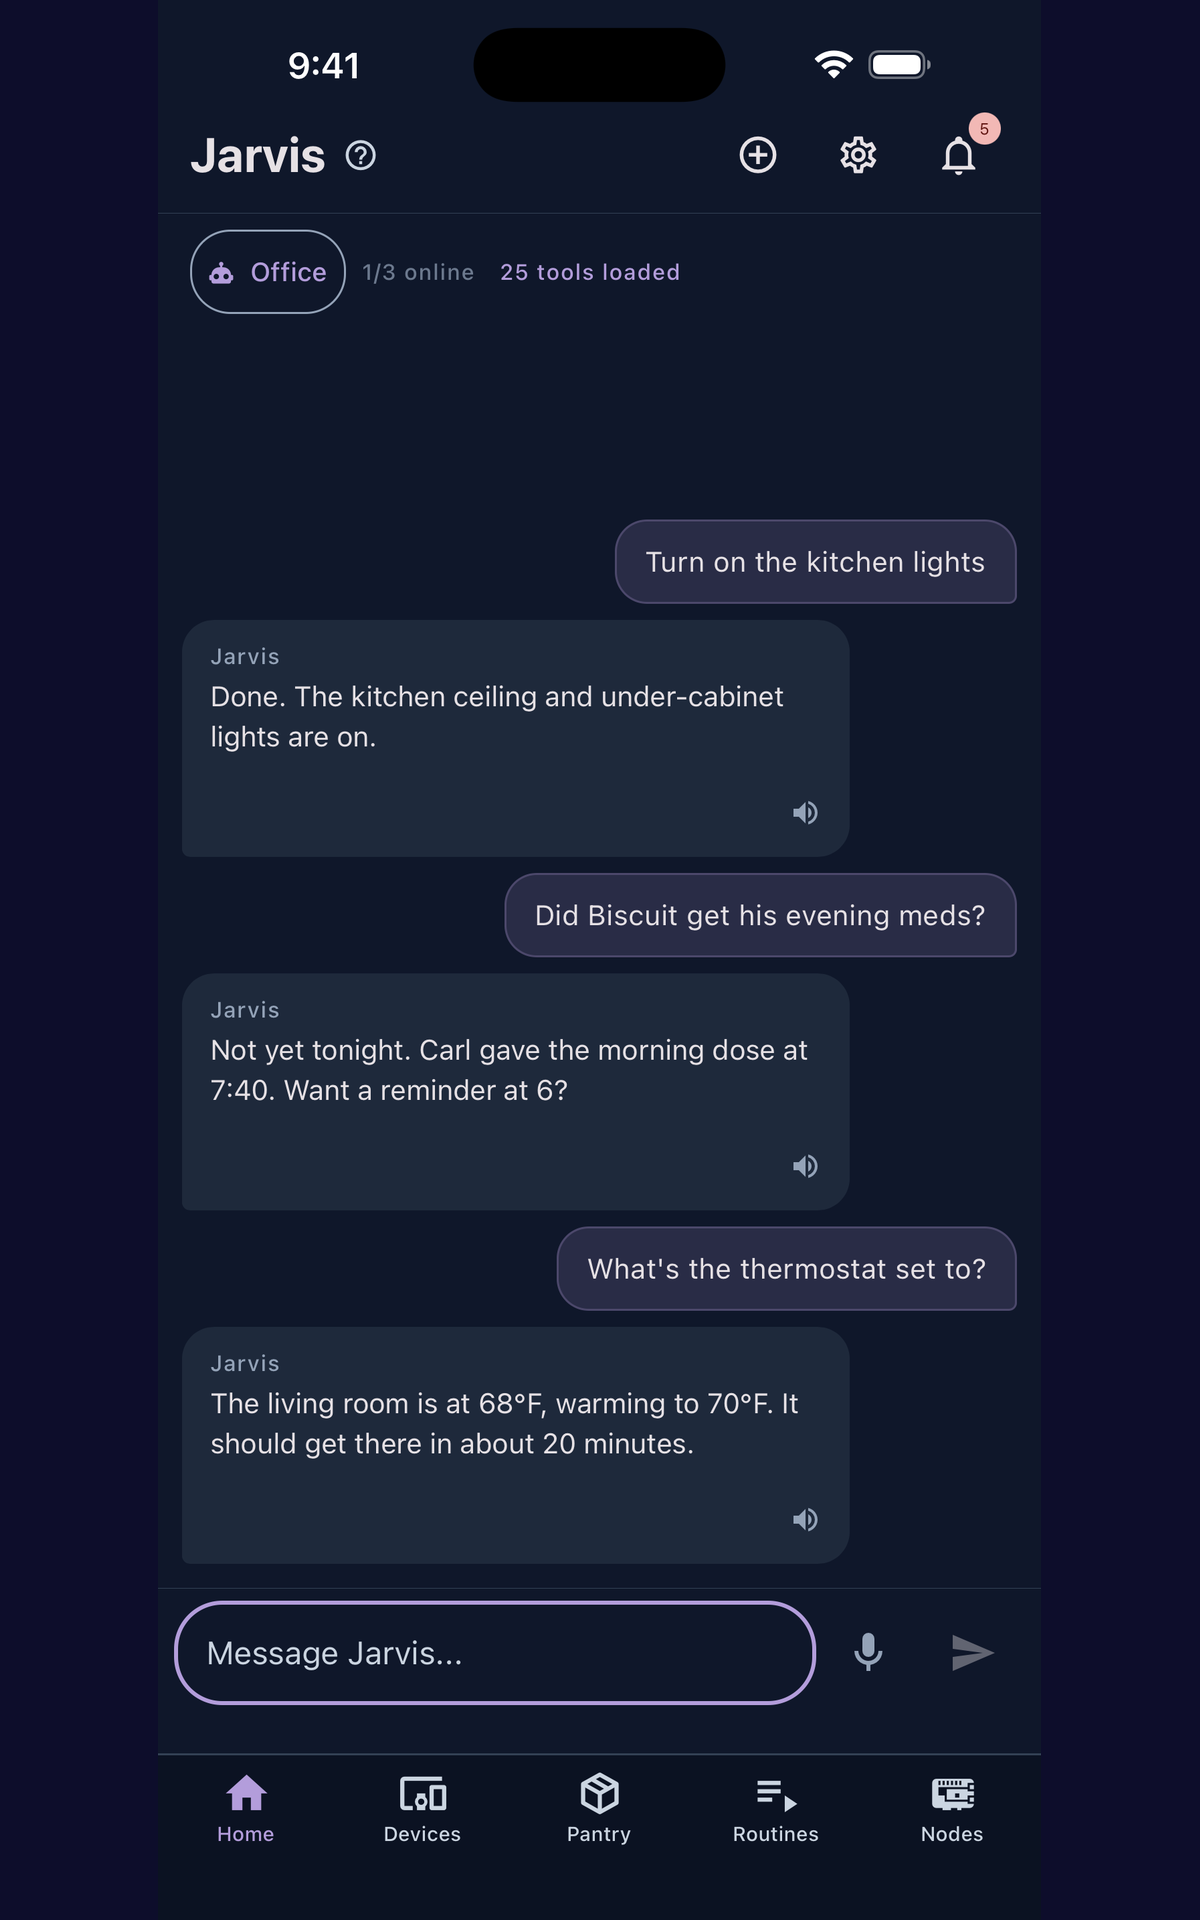 9:41
Jarvis
5
Office 1/3 online 25 tools loaded
Turn on the kitchen lights
Jarvis
Done. The kitchen ceiling and under-cabinet
lights are on.
Did Biscuit get his evening meds?
Jarvis
Not yet tonight. Carl gave the morning dose at
7:40. Want a reminder at 6?
What's the thermostat set to?
Jarvis
The living room is at 68°F, warming to 70°F. It
should get there in about 20 minutes.
Message Jarvis...
Home Devices Pantry Routines Nodes